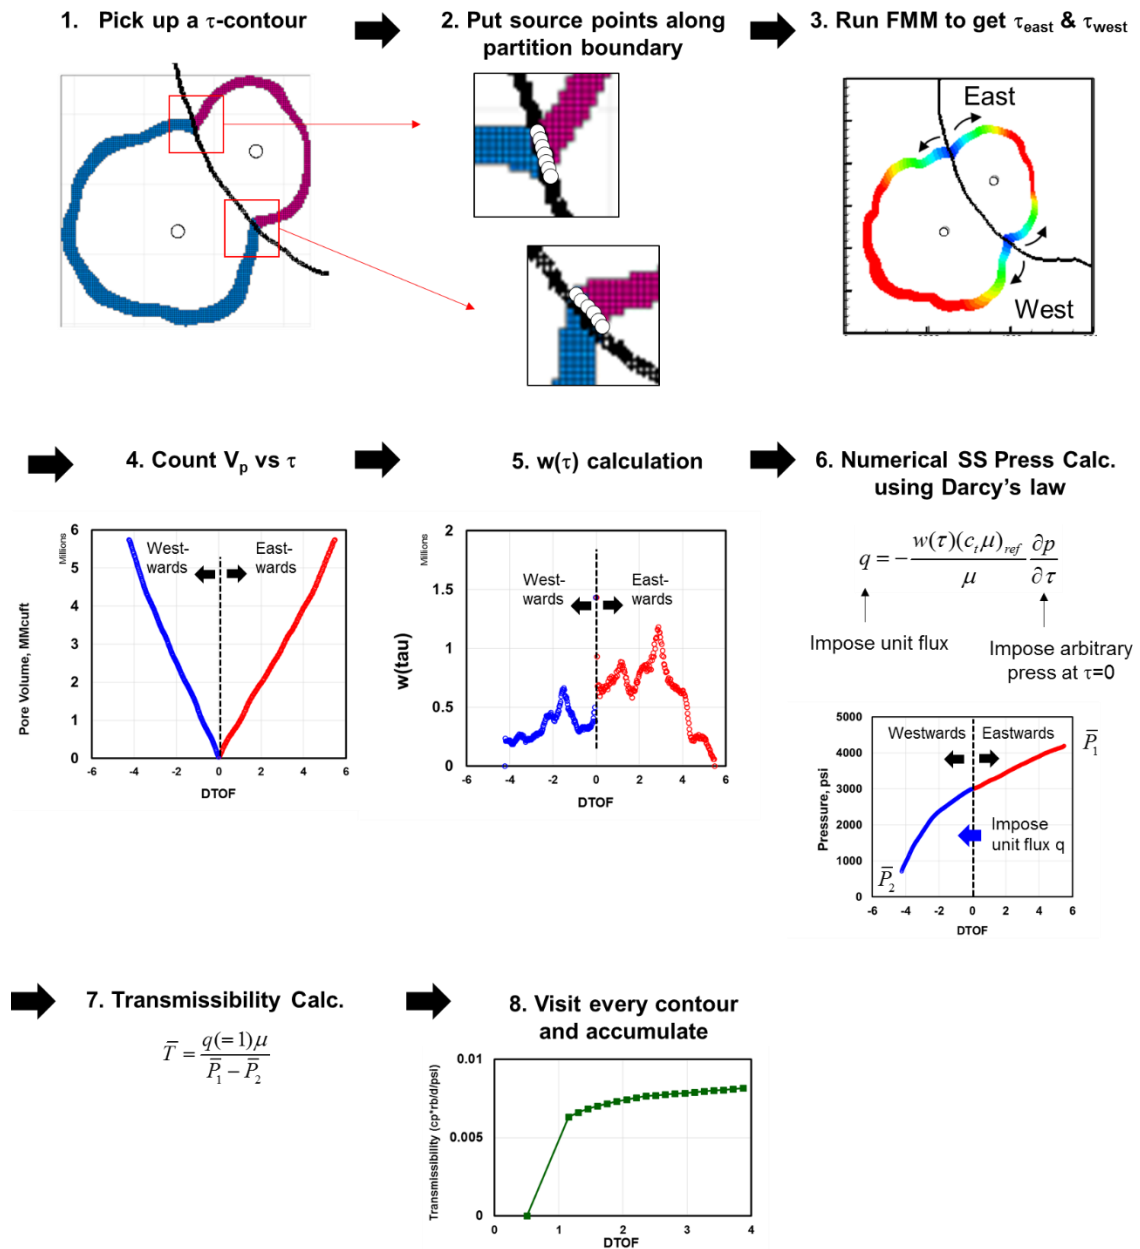 1. Pick up a τ-contour
2. Put source points along
partition boundary
3. Run FMM to get τeast & τwest
East
West
4. Count Vp vs τ
Millions
Pore Volume, MMcuft
6
5
4
3
2
1
0
West-
wards
East-
wards
-6 -4 -2 0 2 4 6
DTOF
5. w(τ) calculation
Millions
w(tau)
2
1.5
1
0.5
0
West-
wards
East-
wards
-6 -4 -2 0 2 4 6
DTOF
6. Numerical SS Press Calc.
using Darcy's law
q = − w(τ)(c_t μ)_ref / μ ∂p/∂τ
Impose unit flux
Impose arbitrary
press at τ=0
Pressure, psi
5000
4000
3000
2000
1000
0
Westwards Eastwards
P̅1
Impose
unit flux q
P̅2
-6 -4 -2 0 2 4 6
DTOF
7. Transmissibility Calc.
T̅ = q(=1)μ / P̅1 − P̅2
8. Visit every contour
and accumulate
Transmissibility (cp*rb/d/psi)
0.01
0.005
0
0 1 2 3 4
DTOF